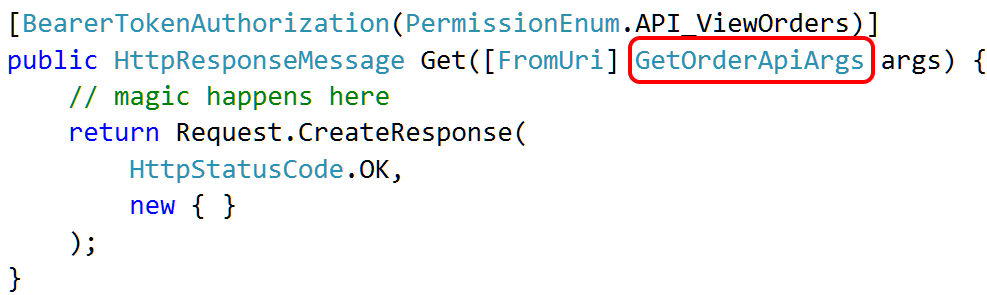 [BearerTokenAuthorization(PermissionEnum.API_ViewOrders)]
public HttpResponseMessage Get([FromUri] GetOrderApiArgs args) {
    // magic happens here
    return Request.CreateResponse(
        HttpStatusCode.OK,
        new { }
    );
}